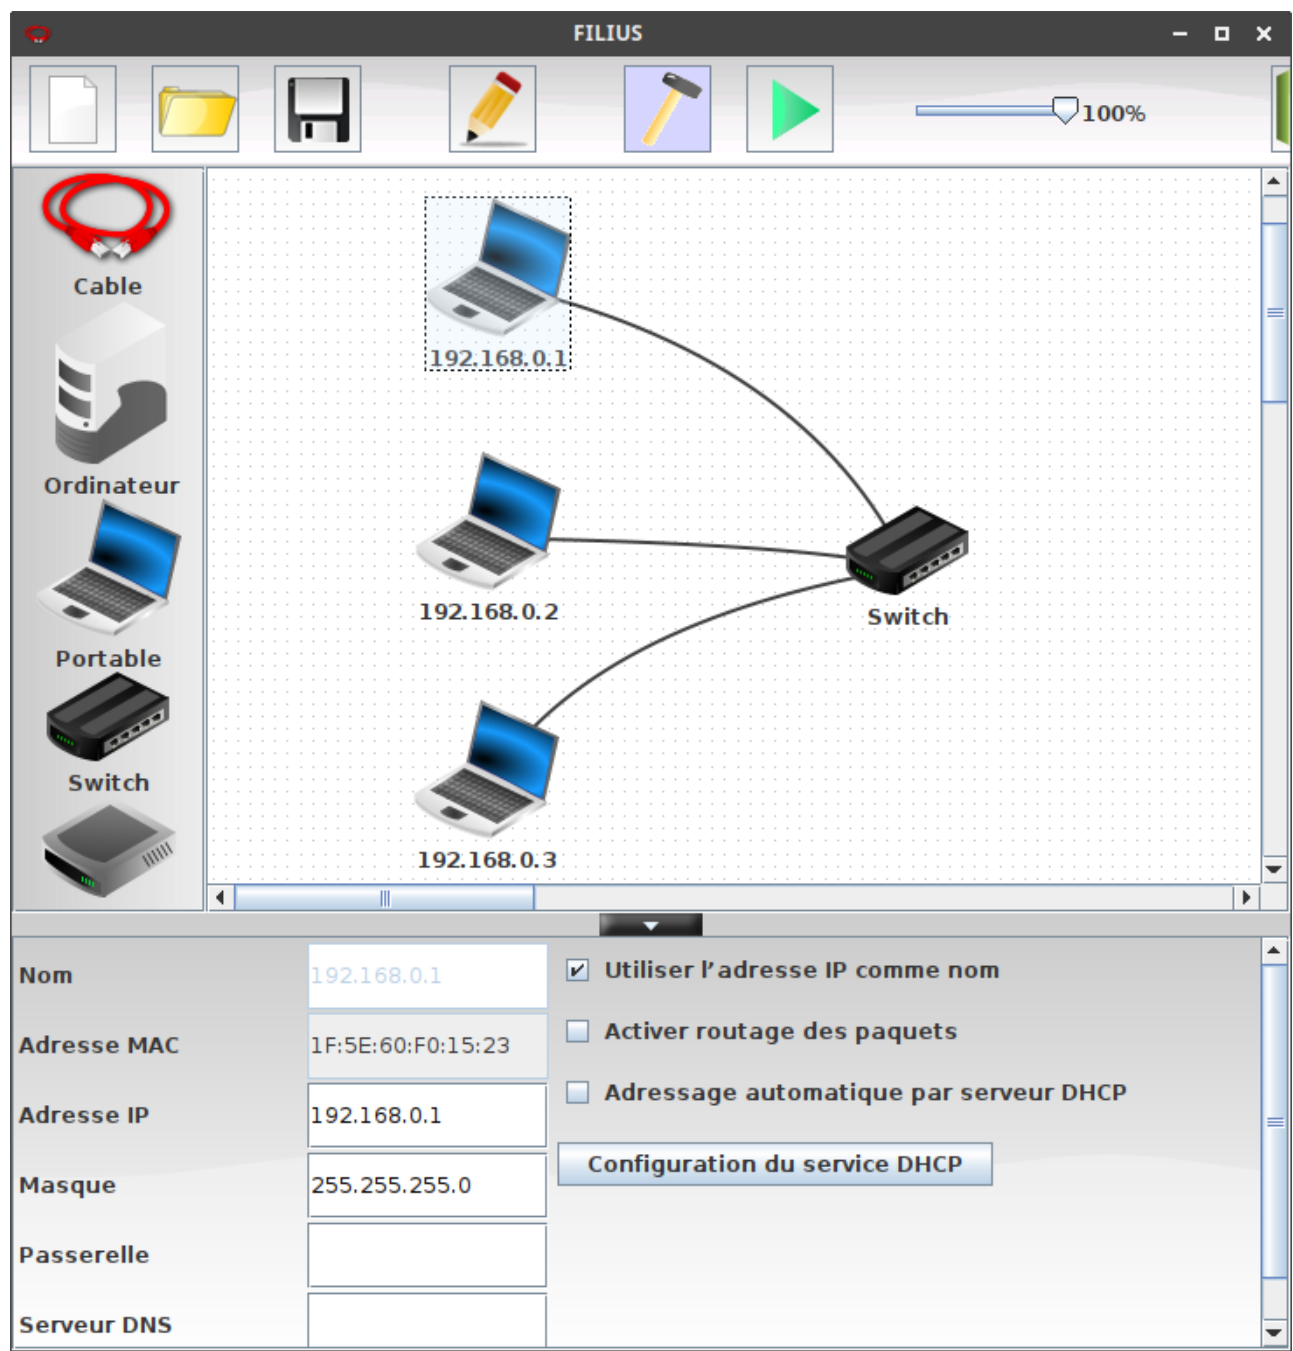 FILIUS
100%
Cable
Ordinateur
Portable
Switch
192.168.0.1
192.168.0.2
192.168.0.3
Switch
Nom
192.168.0.1
Utiliser l’adresse IP comme nom
Adresse MAC
1F:5E:60:F0:15:23
Activer routage des paquets
Adresse IP
192.168.0.1
Adressage automatique par serveur DHCP
Masque
255.255.255.0
Configuration du service DHCP
Passerelle
Serveur DNS